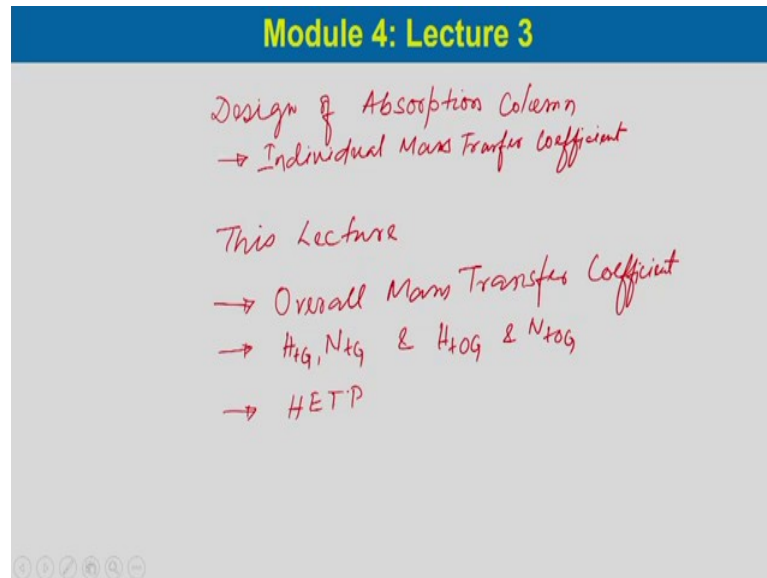 Module 4: Lecture 3
Design of Absorption Column
→ Individual Mass Transfer Coefficient
This Lecture
→ Overall Mass Transfer Coefficient
→ HtG, NtG & HtOG & NtOG
→ HETP